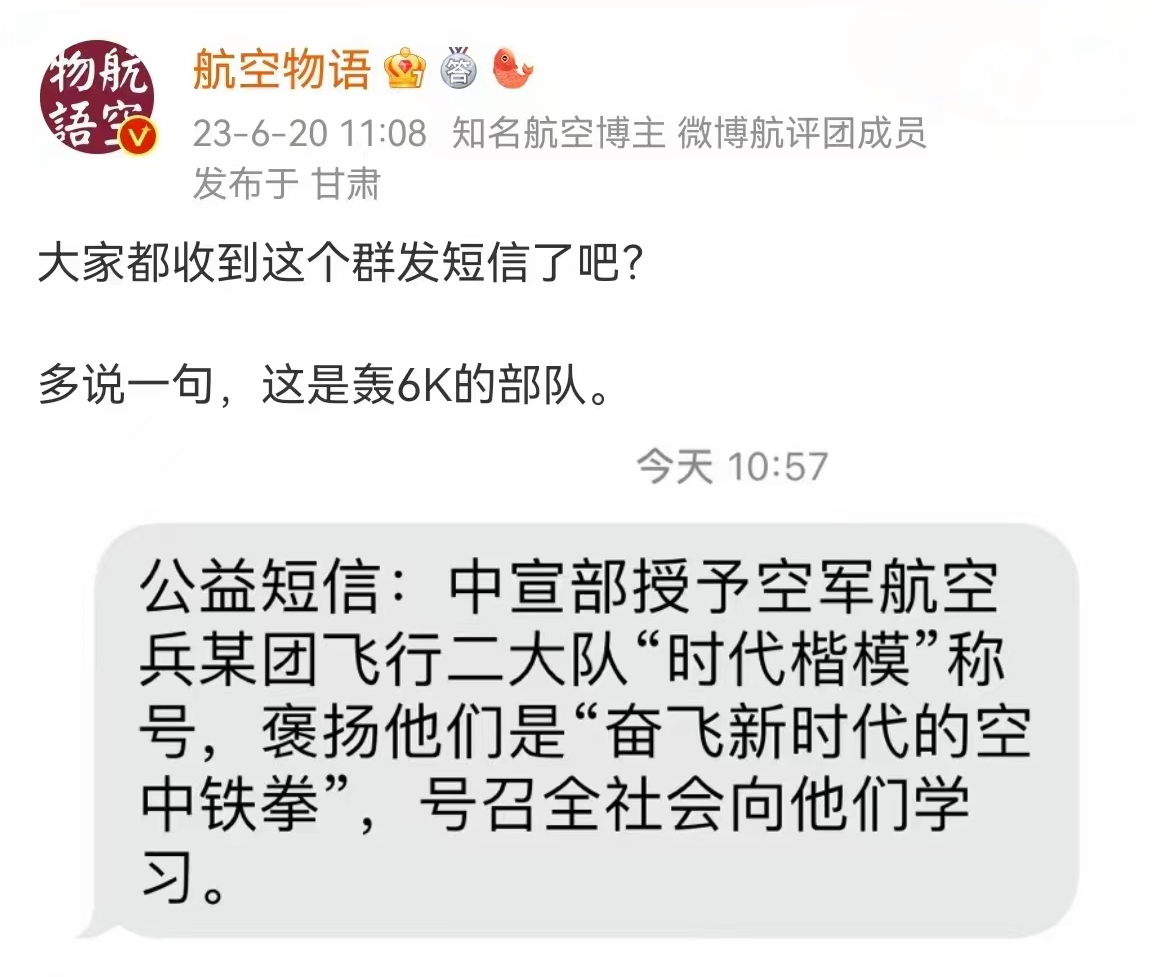 物航
語空
航空物语
答
23-6-20 11:08 知名航空博主 微博航评团成员
发布于 甘肃
大家都收到这个群发短信了吧?
多说一句，这是轰6K的部队。
今天 10:57
公益短信：中宣部授予空军航空
兵某团飞行二大队“时代楷模”称
号，褒扬他们是“奋飞新时代的空
中铁拳”，号召全社会向他们学
习。